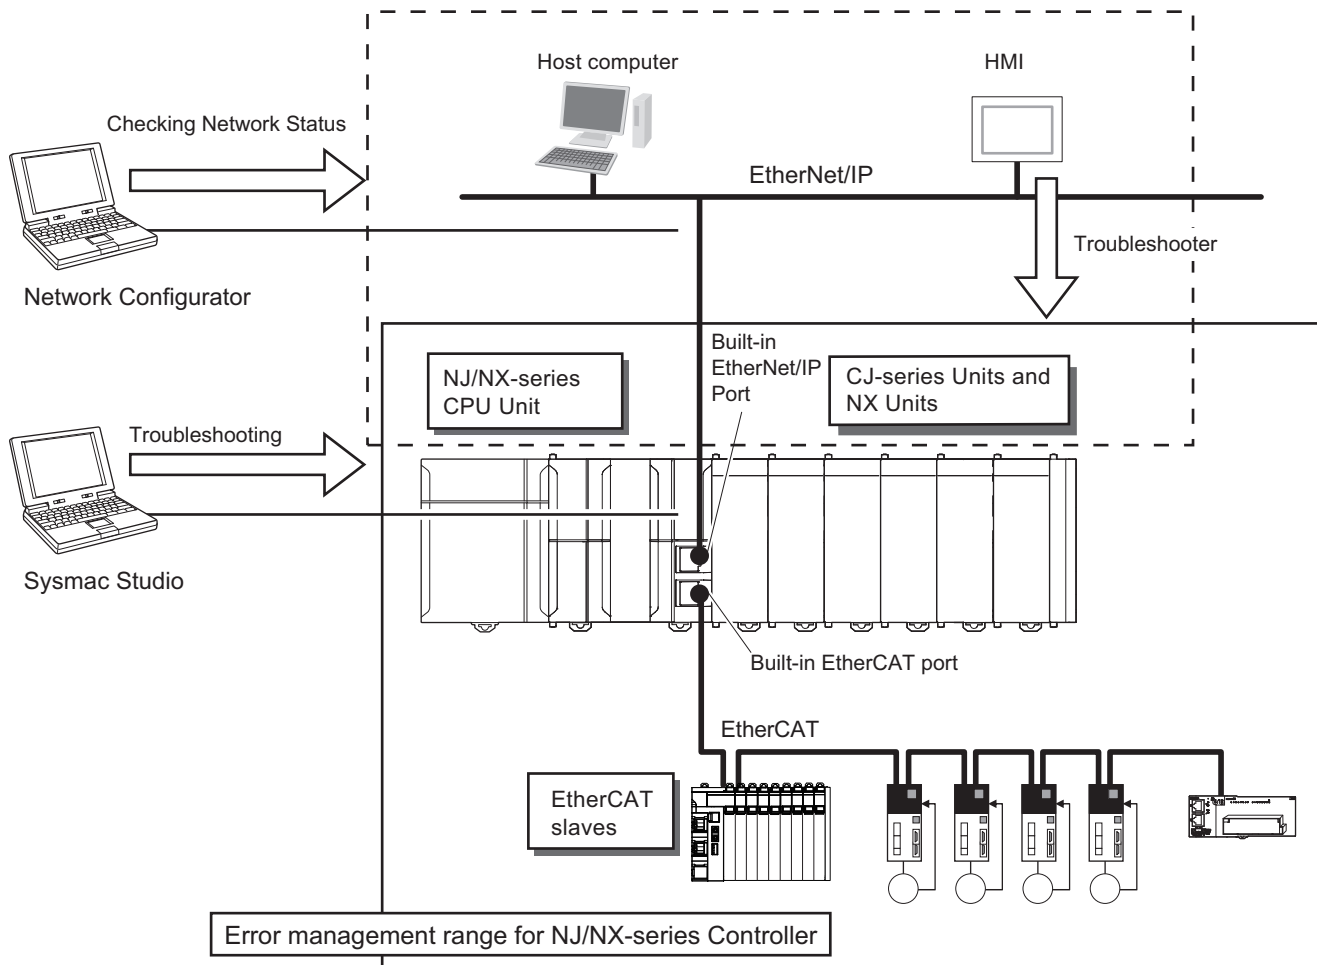 Host computer
HMI
Checking Network Status
EtherNet/IP
Troubleshooter
Network Configurator
Built-in
EtherNet/IP
Port
NJ/NX-series
CPU Unit
CJ-series Units and
NX Units
Troubleshooting
Sysmac Studio
Built-in EtherCAT port
EtherCAT
EtherCAT
slaves
Error management range for NJ/NX-series Controller